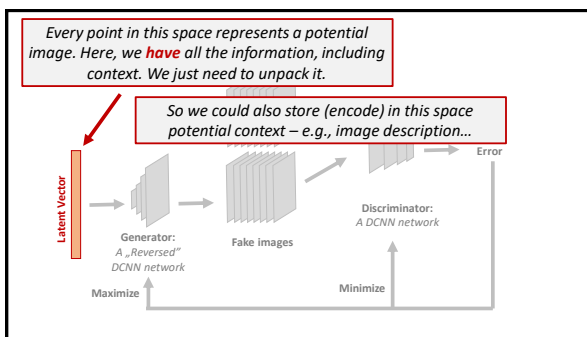 Every point in this space represents a potential
image. Here, we have all the information, including
context. We just need to unpack it.
So we could also store (encode) in this space
potential context – e.g., image description…
Error
Latent Vector
Generator:
A „Reversed”
DCNN network
Fake images
Discriminator:
A DCNN network
Maximize
Minimize